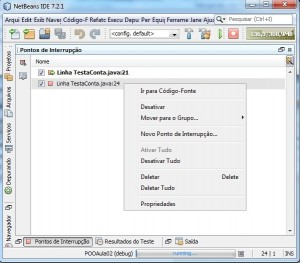 NetBeans IDE 7.2.1
Arqui Edit Exib Naveg Código-F Refatc Execu Depu Per Equij Ferrame Jane Ajud
Pesquisar (Ctrl+I)
<config. default>
Pontos de Interrupção
Nome
Linha TestaConta.java:21
Linha TestaConta.java:24
Ir para Código-Fonte
Desativar
Mover para o Grupo...
Novo Ponto de Interrupção...
Ativar Tudo
Desativar Tudo
Deletar Delete
Deletar Tudo
Propriedades
Projetos
Arquivos
Serviços
Depurando
Navegador
Pontos de Interrupção Resultados do Teste Saída
POOAula02 (debug) running... 24 | 1 INS